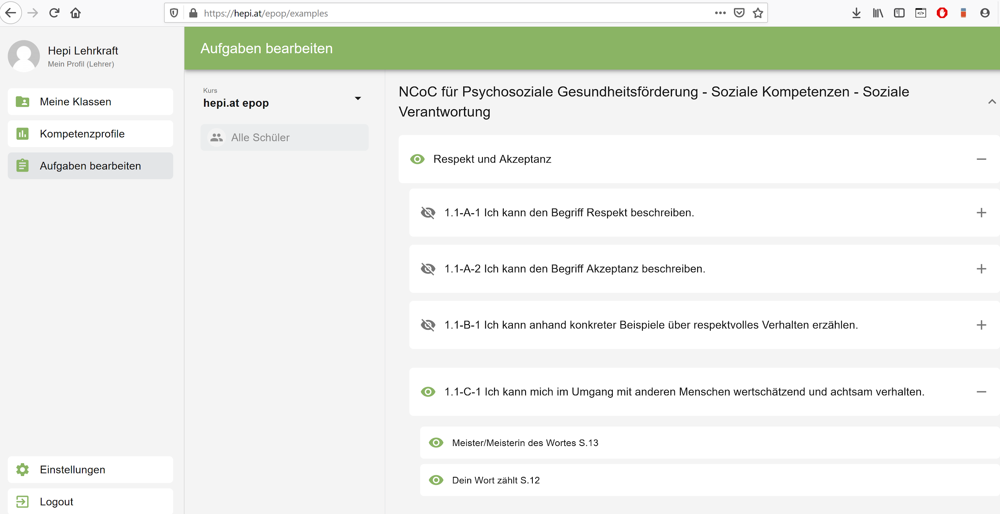 https://hepi.at/epop/examples
Hepi Lehrkraft
Mein Profil (Lehrer)
Meine Klassen
Kompetenzprofile
Aufgaben bearbeiten
Einstellungen
Logout
Aufgaben bearbeiten
Kurs
hepi.at epop
Alle Schüler
NCoC für Psychosoziale Gesundheitsförderung - Soziale Kompetenzen - Soziale
Verantwortung
Respekt und Akzeptanz
1.1-A-1 Ich kann den Begriff Respekt beschreiben.
1.1-A-2 Ich kann den Begriff Akzeptanz beschreiben.
1.1-B-1 Ich kann anhand konkreter Beispiele über respektvolles Verhalten erzählen.
1.1-C-1 Ich kann mich im Umgang mit anderen Menschen wertschätzend und achtsam verhalten.
Meister/Meisterin des Wortes S.13
Dein Wort zählt S.12